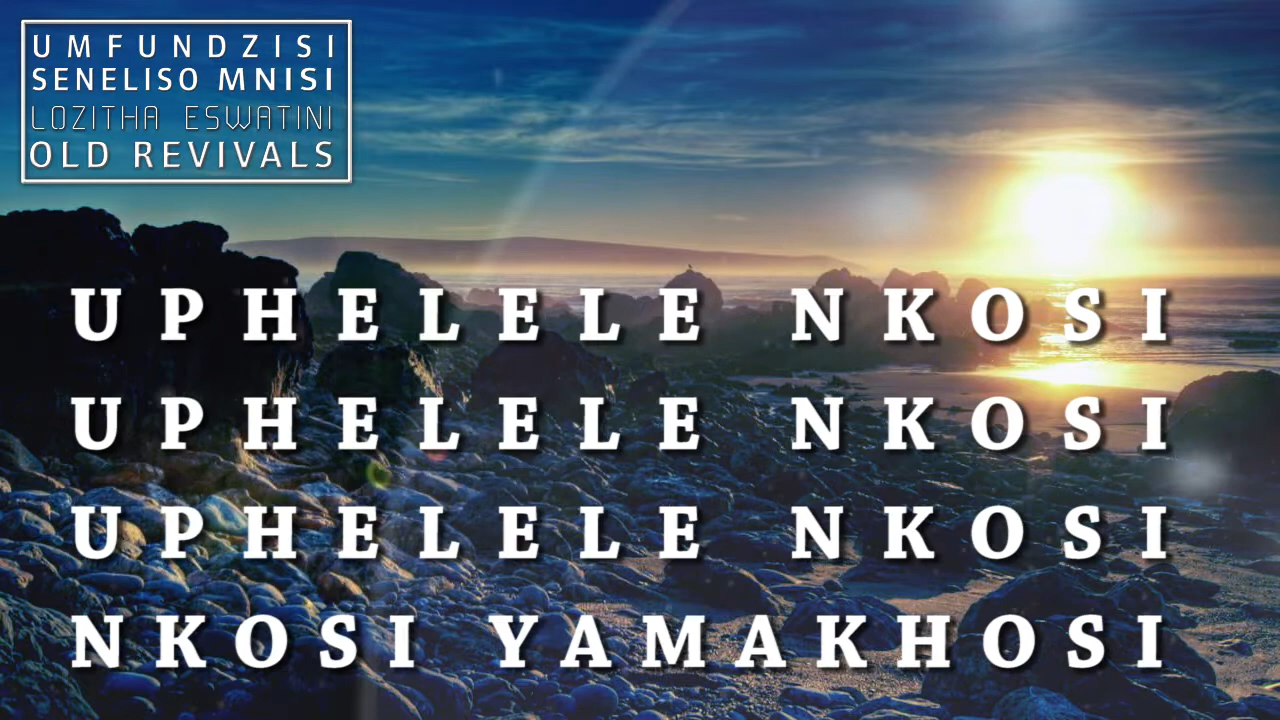 UMFUNDZISI
SENELISO MNISI
LOZITHA ESWATINI
OLD REVIVALS
UPHELELE NKOSI
UPHELELE NKOSI
UPHELELE NKOSI
NKOSI YAMAKHOSI